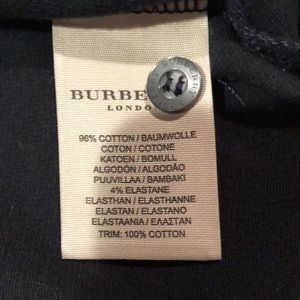 BURBE
LONDO
96% COTTON / BAUMWOLLE
COTON / COTONE
KATOEN / BOMULL
ALGODÓN / ALGODÃO
PUUVILLAA / BAMBAKI
4% ELASTANE
ELASTHAN / ELASTHANNE
ELASTAN / ELASTANO
ELASTAANIA / ΕΛΑΣΤΑΝ
TRIM: 100% COTTON